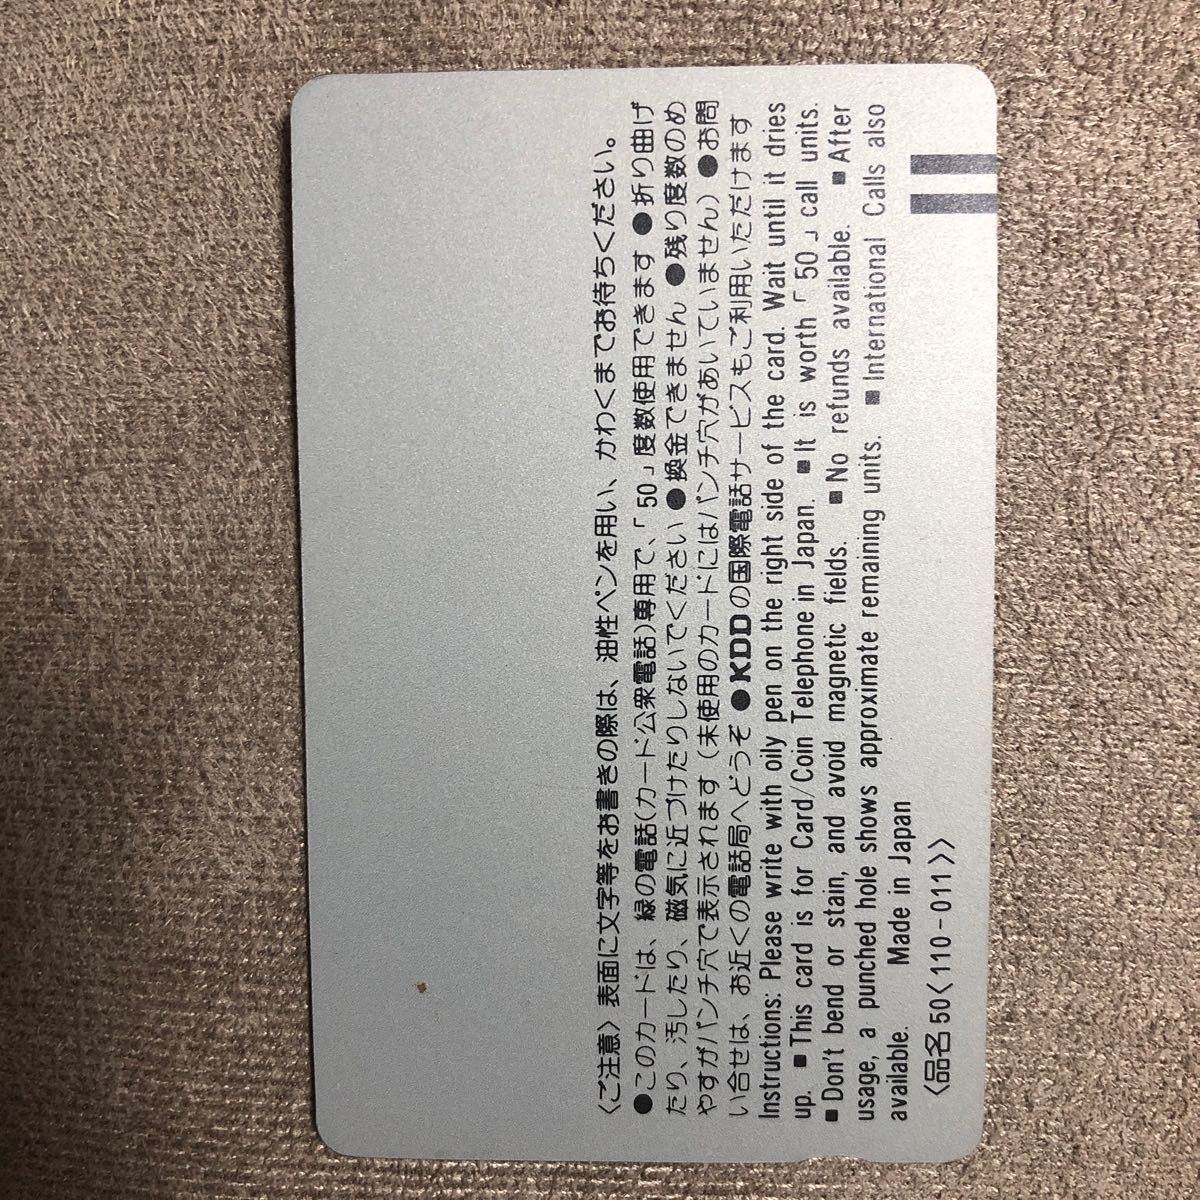 〈ご注意〉表面に文字等をお書きの際は、油性ペンを用い、かわくまでお待ちください。
●このカードは、緑の電話(カード公衆電話)専用で、「50」度数使用できます ●折り曲げ
たり、汚したり、磁気に近づけたりしないでください ●換金できません ●残り度数のめ
やすがパンチ穴で表示されます(未使用のカードにはパンチ穴があいていません) ●お問
い合せは、お近くの電話局へどうぞ ●KDDの国際電話サービスもご利用いただけます
Instructions: Please write with oily pen on the right side of the card. Wait until it dries
up. ■This card is for Card/Coin Telephone in Japan. ■It is worth「50」call units.
■Don't bend or stain, and avoid magnetic fields. ■No refunds available. ■After
usage, a punched hole shows approximate remaining units. ■International Calls also
available. Made in Japan
〈品名50〈110-011〉〉